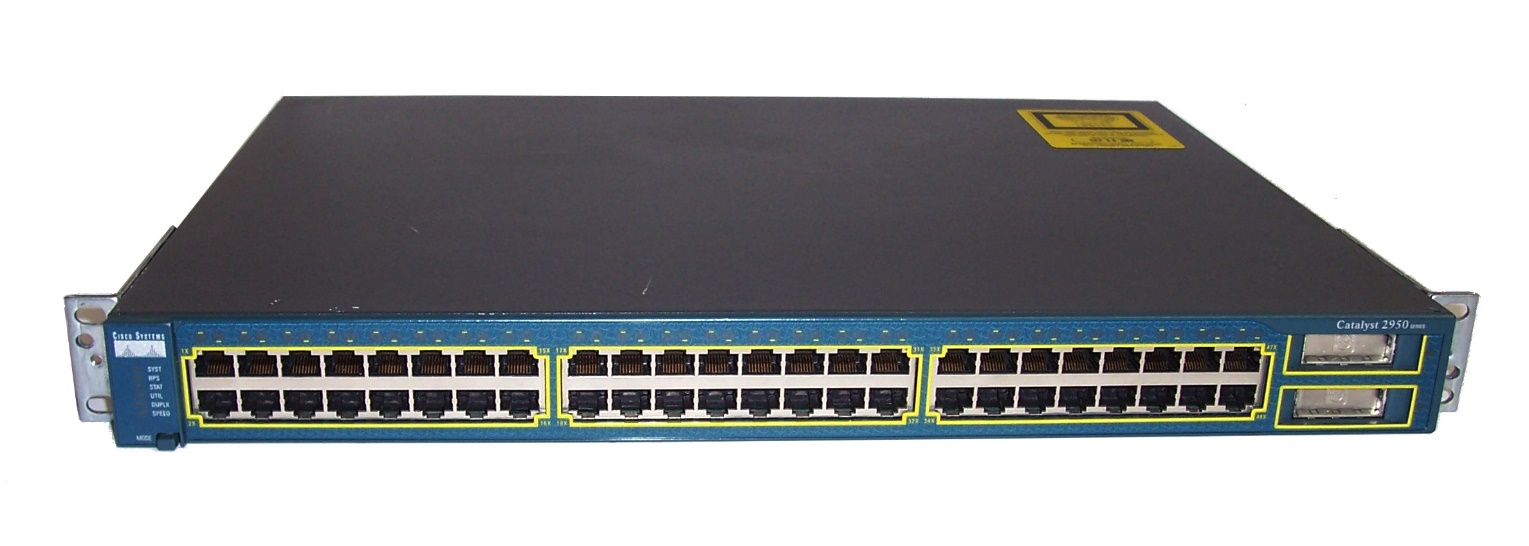 CISCO SYSTEMS
Catalyst 2950 SERIES
SYST
RPS
STAT
UTIL
DUPLX
SPEED
MODE
1X
15X
17X
31X
33X
47X
2X
16X
18X
32X
34X
48X